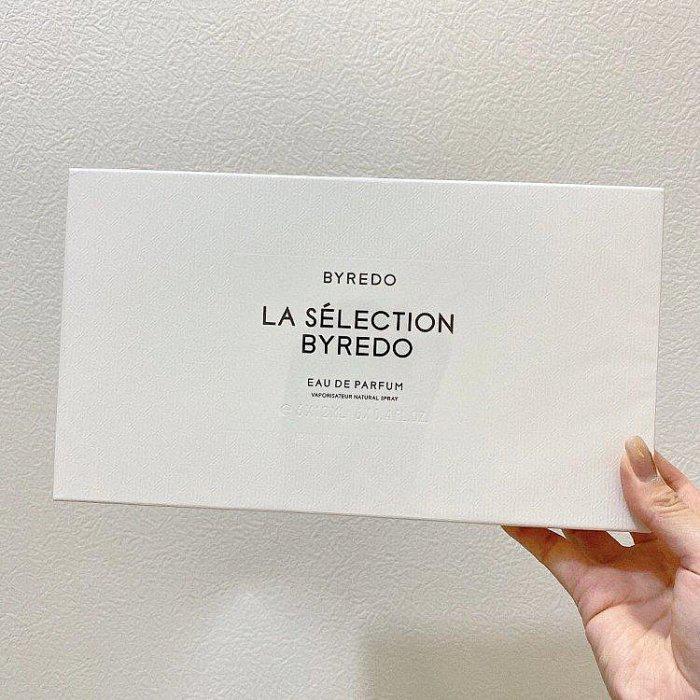 BYREDO
LA SÉLECTION
BYREDO
EAU DE PARFUM
VAPORISATEUR NATURAL SPRAY